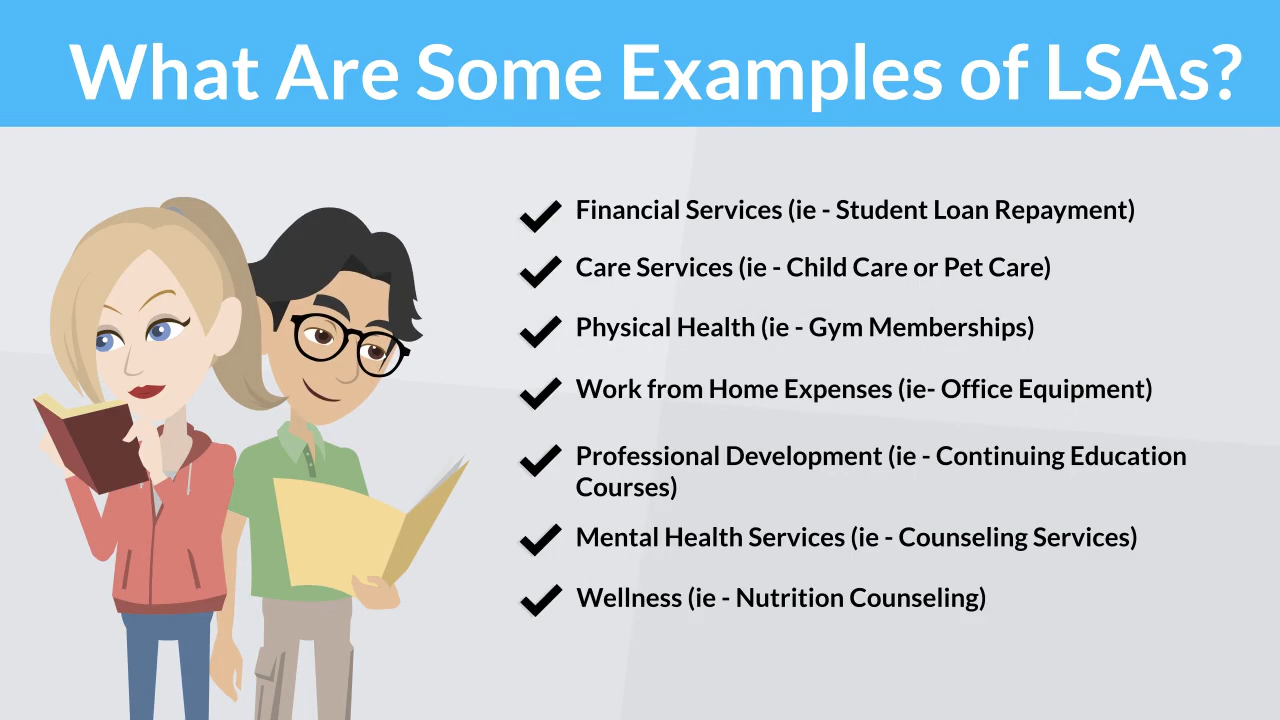 What Are Some Examples of LSAs?
Financial Services (ie - Student Loan Repayment)
Care Services (ie - Child Care or Pet Care)
Physical Health (ie - Gym Memberships)
Work from Home Expenses (ie- Office Equipment)
Professional Development (ie - Continuing Education
Courses)
Mental Health Services (ie - Counseling Services)
Wellness (ie - Nutrition Counseling)